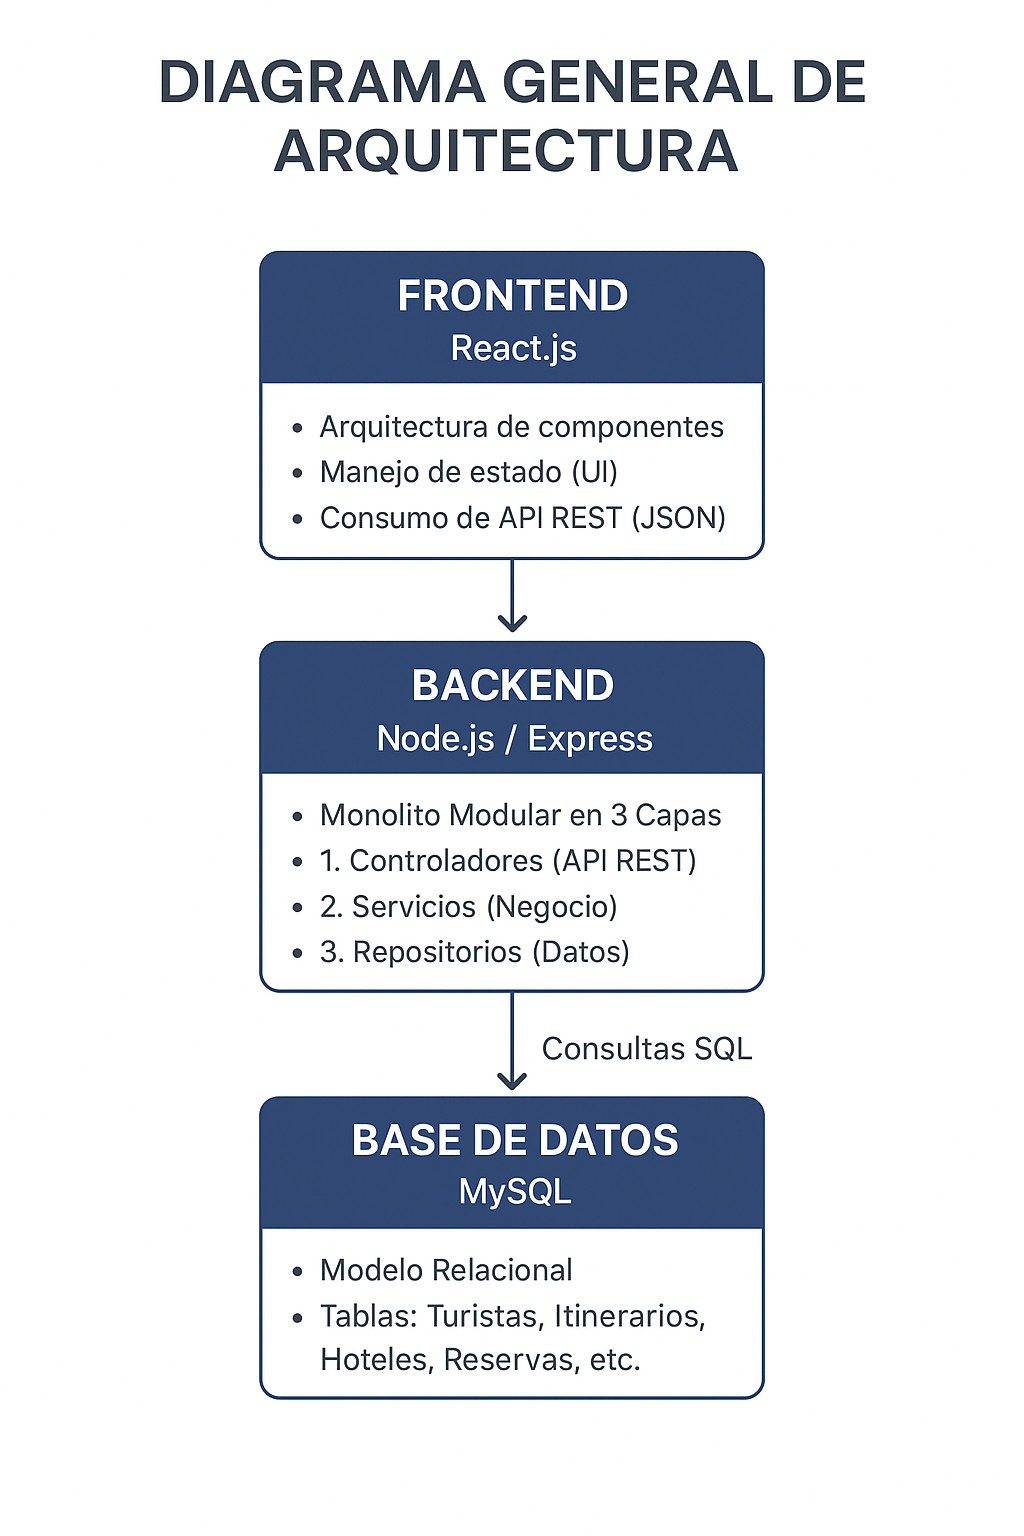 DIAGRAMA GENERAL DE
ARQUITECTURA
FRONTEND
React.js
• Arquitectura de componentes
• Manejo de estado (UI)
• Consumo de API REST (JSON)
BACKEND
Node.js / Express
• Monolito Modular en 3 Capas
• 1. Controladores (API REST)
• 2. Servicios (Negocio)
• 3. Repositorios (Datos)
Consultas SQL
BASE DE DATOS
MySQL
• Modelo Relacional
• Tablas: Turistas, Itinerarios,
Hoteles, Reservas, etc.